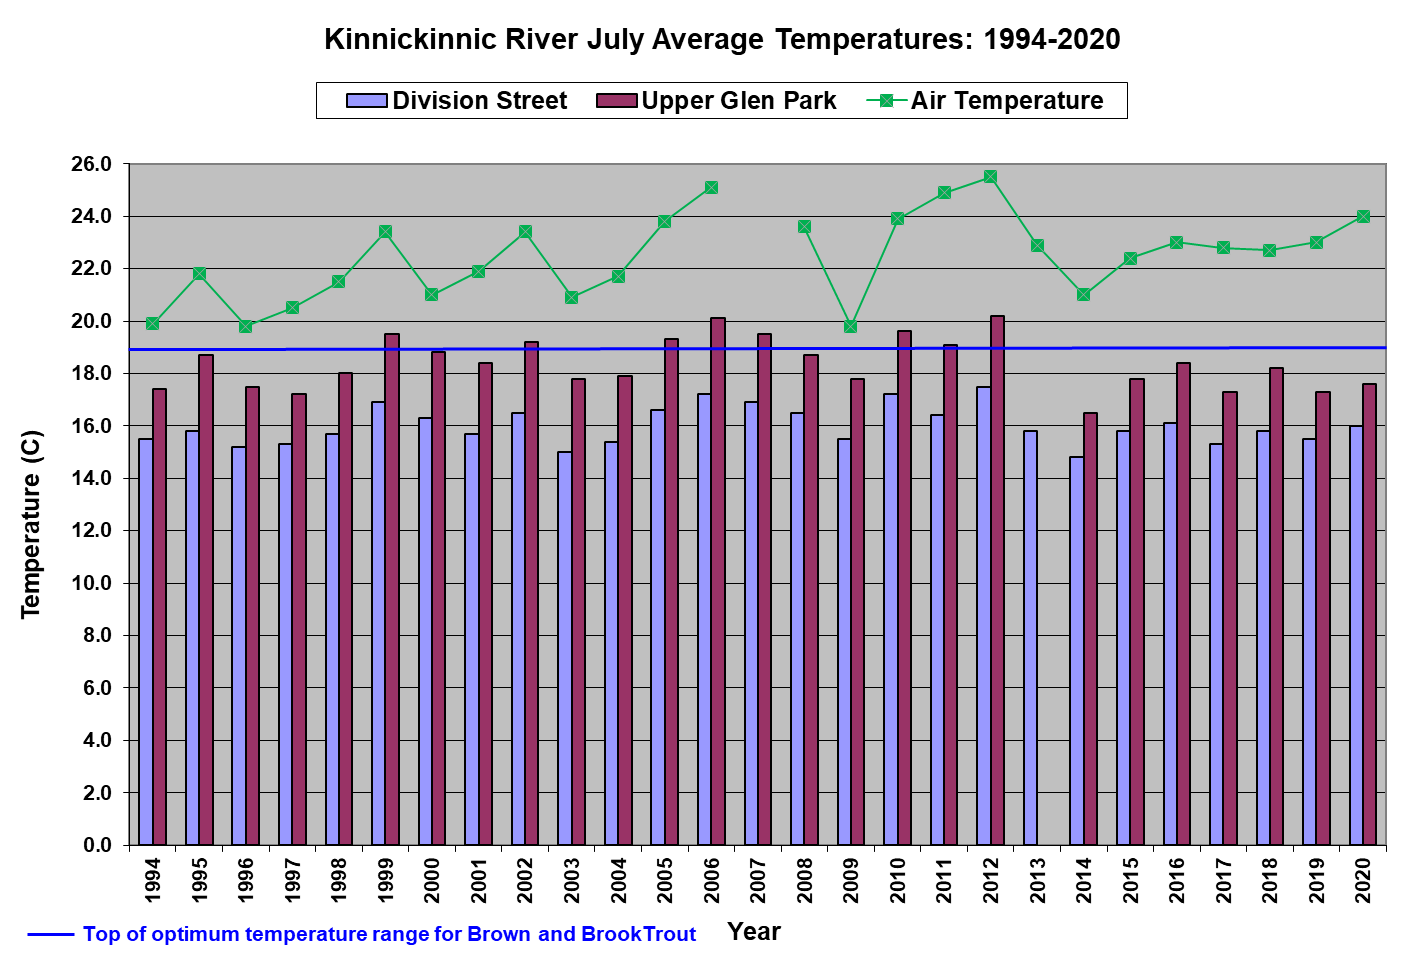 Kinnickinnic River July Average Temperatures: 1994-2020
Division Street Upper Glen Park Air Temperature
26.0
24.0
22.0
20.0
18.0
16.0
14.0
12.0
10.0
8.0
6.0
4.0
2.0
0.0
Temperature (C)
1994 1995 1996 1997 1998 1999 2000 2001 2002 2003 2004 2005 2006 2007 2008 2009 2010 2011 2012 2013 2014 2015 2016 2017 2018 2019 2020
Year
Top of optimum temperature range for Brown and BrookTrout